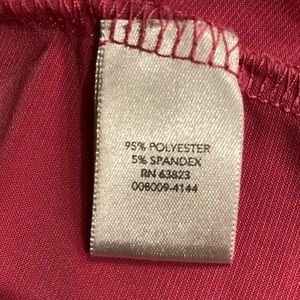 95% POLYESTER
5% SPANDEX
RN 63823
008009-4144